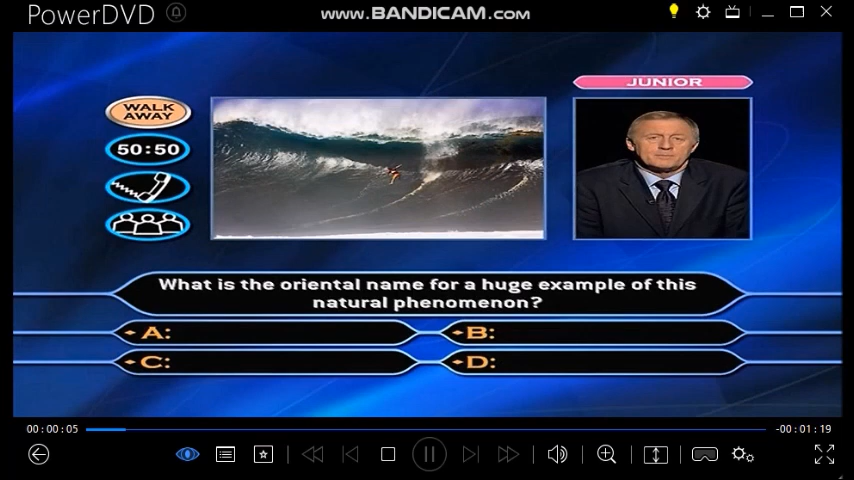 PowerDVD
www.BANDICAM.com
JUNIOR
WALK
AWAY
50:50
What is the oriental name for a huge example of this
natural phenomenon?
A:
B:
C:
D:
00:00:05
-00:01:19